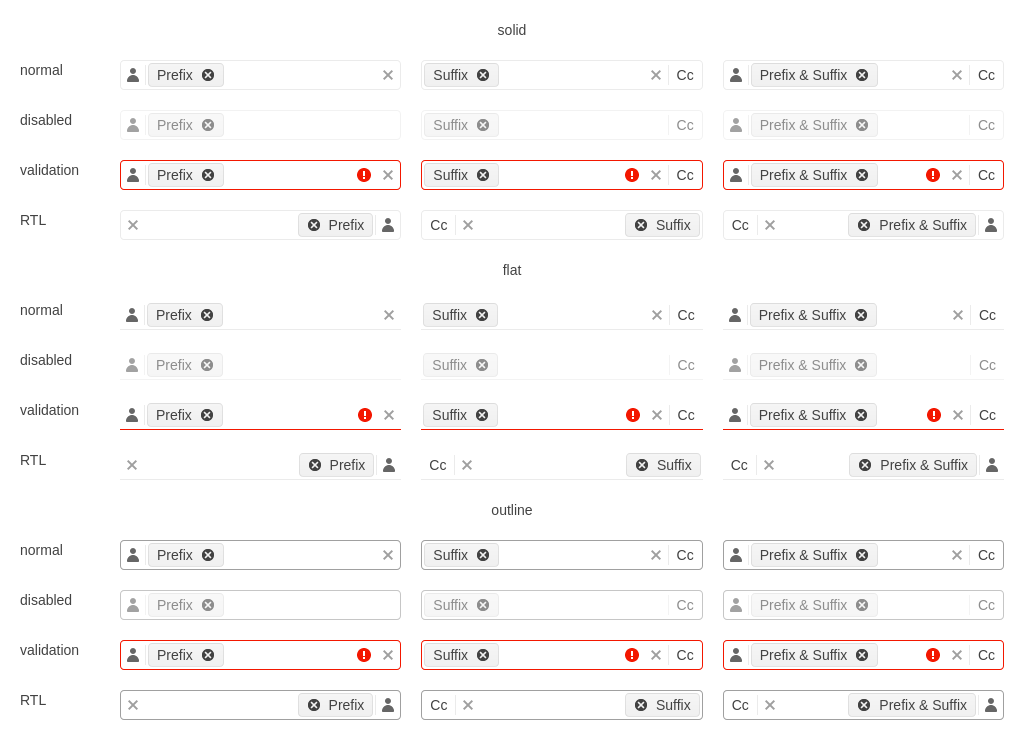 solid
normal Prefix Suffix Cc Prefix & Suffix Cc
disabled Prefix Suffix Cc Prefix & Suffix Cc
validation Prefix Suffix Cc Prefix & Suffix Cc
RTL Prefix Cc Suffix Cc Prefix & Suffix
flat
normal Prefix Suffix Cc Prefix & Suffix Cc
disabled Prefix Suffix Cc Prefix & Suffix Cc
validation Prefix Suffix Cc Prefix & Suffix Cc
RTL Prefix Cc Suffix Cc Prefix & Suffix
outline
normal Prefix Suffix Cc Prefix & Suffix Cc
disabled Prefix Suffix Cc Prefix & Suffix Cc
validation Prefix Suffix Cc Prefix & Suffix Cc
RTL Prefix Cc Suffix Cc Prefix & Suffix